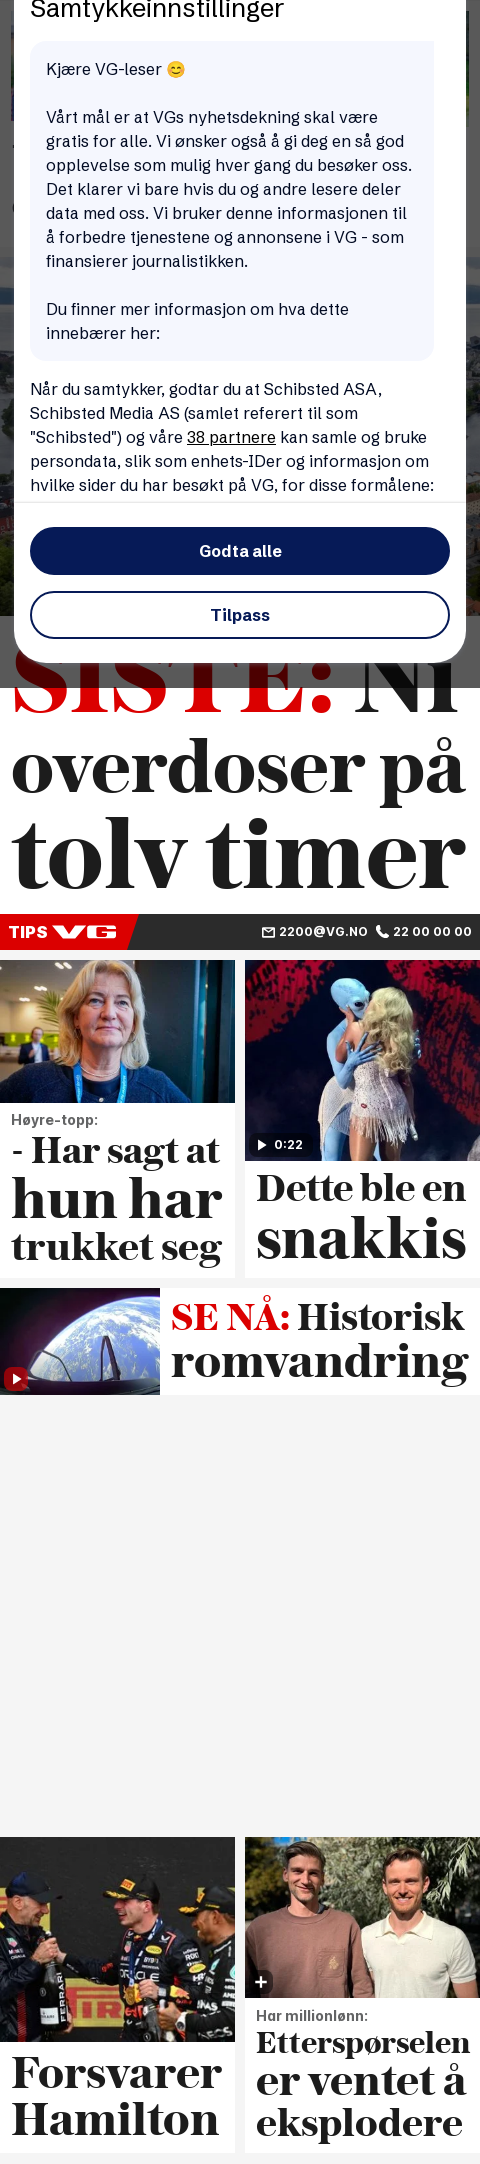 Samtykkeinnstillinger
Kjære VG-leser 😊
Vårt mål er at VGs nyhetsdekning skal være
gratis for alle. Vi ønsker også å gi deg en så god
opplevelse som mulig hver gang du besøker oss.
Det klarer vi bare hvis du og andre lesere deler
data med oss. Vi bruker denne informasjonen til
å forbedre tjenestene og annonsene i VG - som
finansierer journalistikken.
Du finner mer informasjon om hva dette
innebærer her:
Når du samtykker, godtar du at Schibsted ASA,
Schibsted Media AS (samlet referert til som
"Schibsted") og våre 38 partnere kan samle og bruke
persondata, slik som enhets-IDer og informasjon om
hvilke sider du har besøkt på VG, for disse formålene:
Godta alle
Tilpass
SISTE: Ni
overdoser på
tolv timer
TIPS VG 2200@VG.NO 22 00 00 00
Høyre-topp:
- Har sagt at
hun har
trukket seg
0:22
Dette ble en
snakkis
SE NÅ: Historisk
romvandring
Forsvarer
Hamilton
Har millionlønn:
Etterspørselen
er ventet å
eksplodere